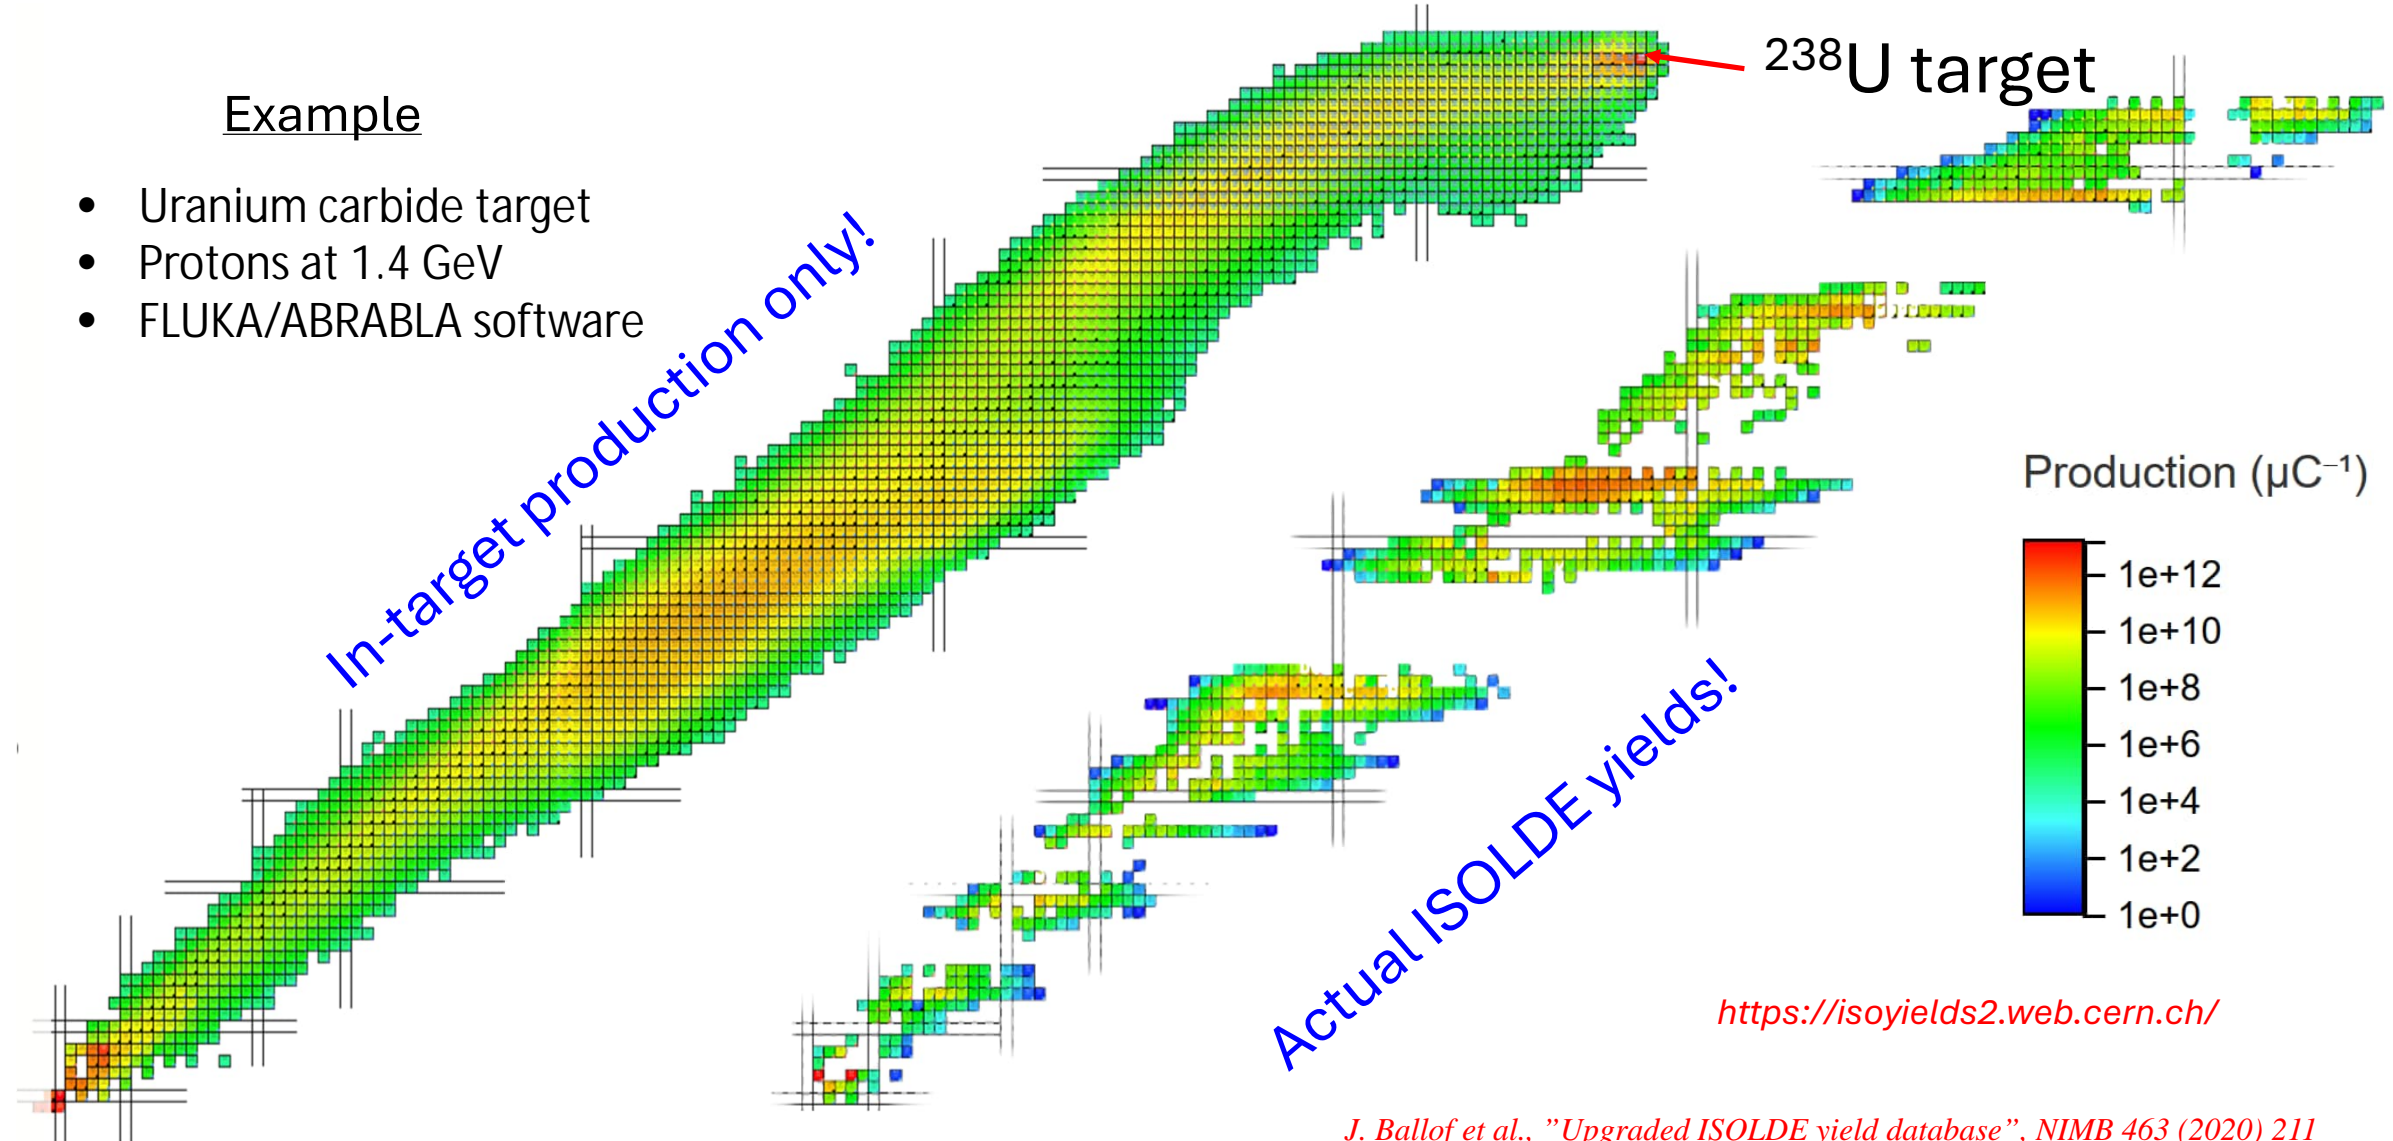 Example
• Uranium carbide target
• Protons at 1.4 GeV
• FLUKA/ABRABLA software
In-target production only!
²³⁸U target
Actual ISOLDE yields!
Production (µC⁻¹)
1e+12
1e+10
1e+8
1e+6
1e+4
1e+2
1e+0
https://isoyields2.web.cern.ch/
J. Ballof et al., ”Upgraded ISOLDE yield database”, NIMB 463 (2020) 211